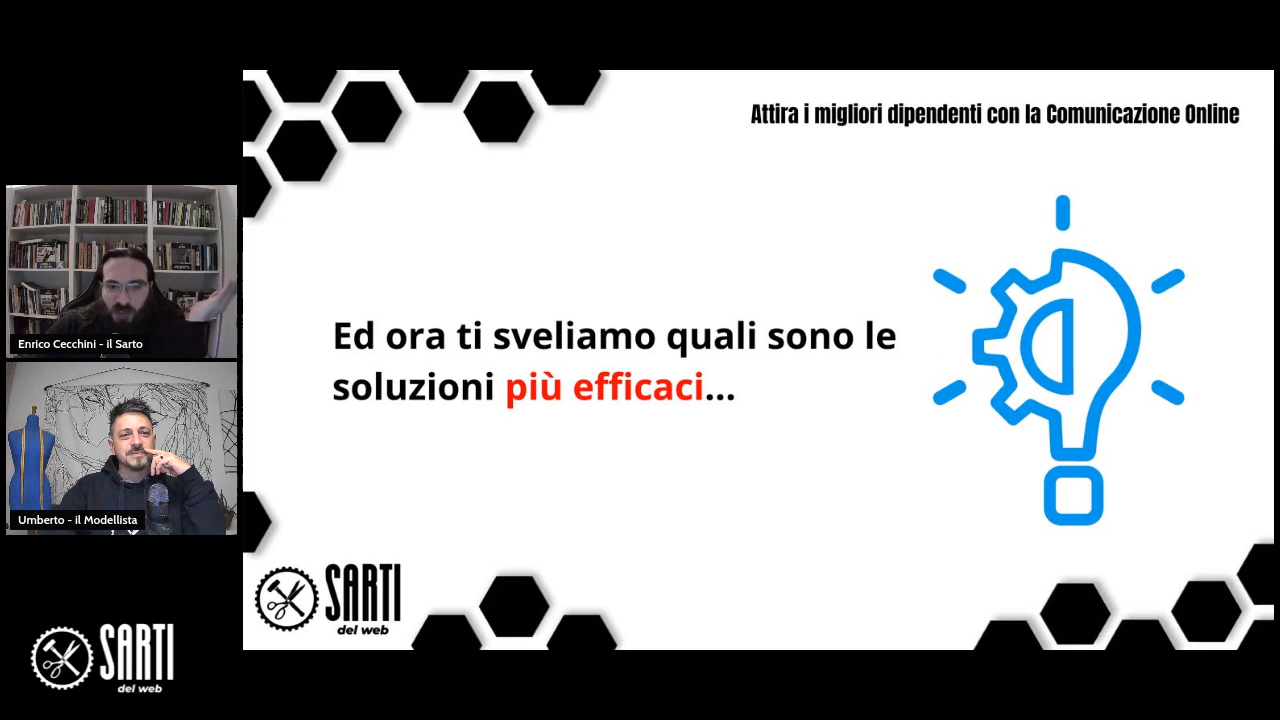 Attira i migliori dipendenti con la Comunicazione Online
Ed ora ti sveliamo quali sono le
soluzioni più efficaci...
Enrico Cecchini - il Sarto
Umberto - il Modellista
SARTI
del web
SARTI
del web